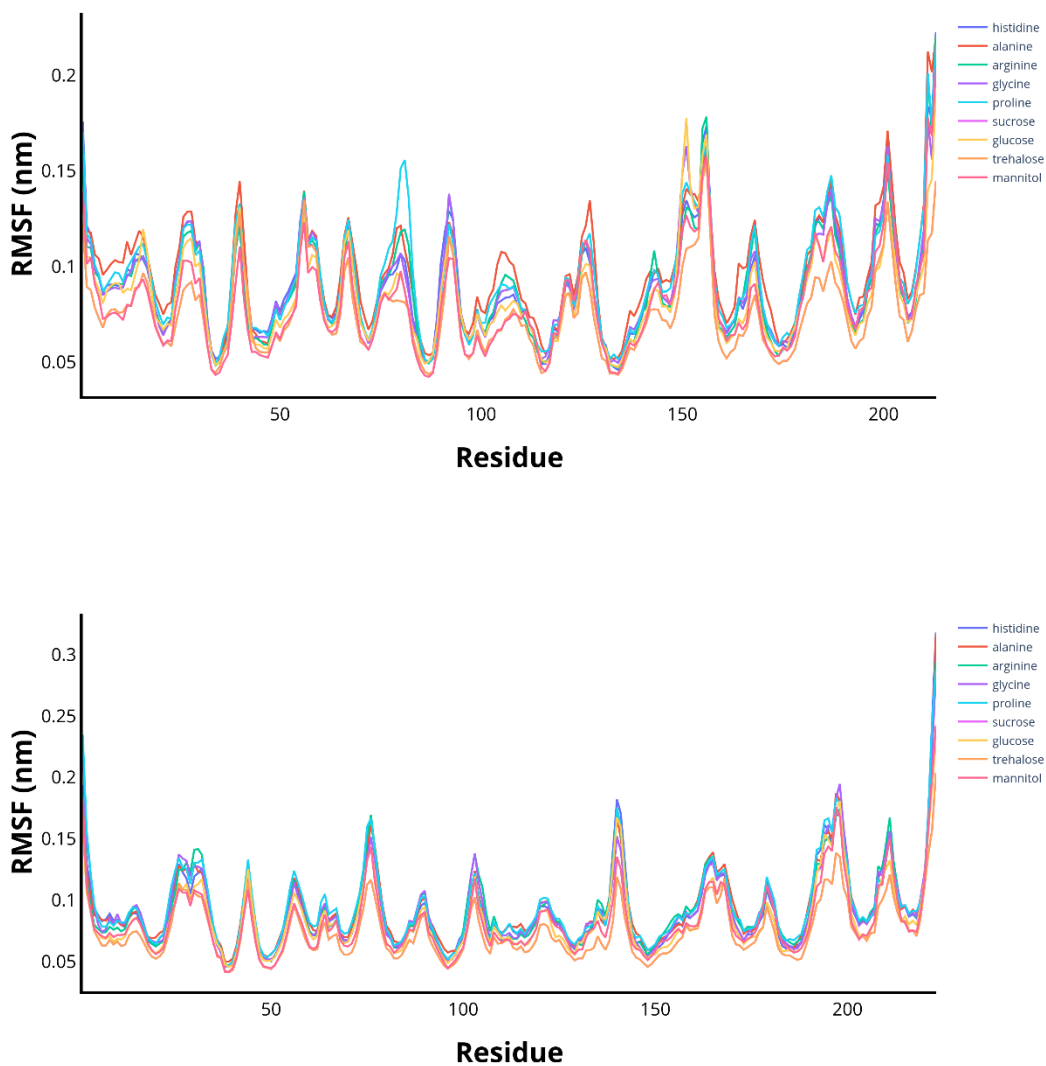 RMSF (nm)
0.2
0.15
0.1
0.05
50
100
150
200
Residue
histidine
alanine
arginine
glycine
proline
sucrose
glucose
trehalose
mannitol
RMSF (nm)
0.3
0.25
0.2
0.15
0.1
0.05
50
100
150
200
Residue
histidine
alanine
arginine
glycine
proline
sucrose
glucose
trehalose
mannitol